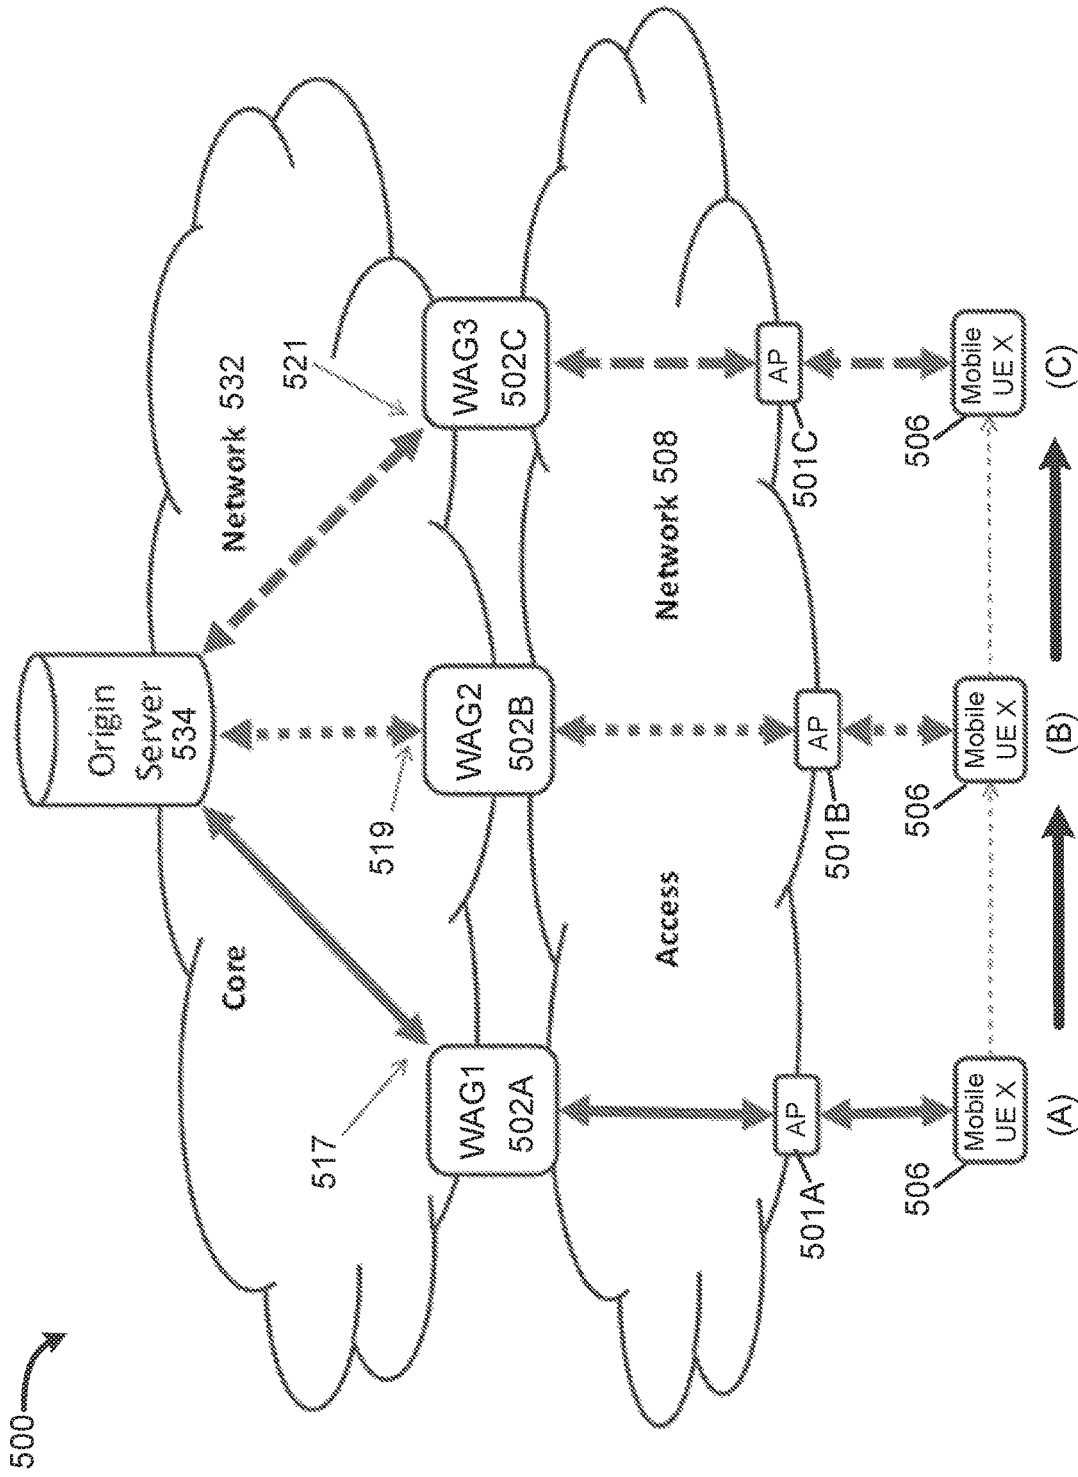 500
Origin
Server
534
Core
Network 532
517
519
521
WAG1
502A
WAG2
502B
WAG3
502C
Access
Network 508
AP
501A
AP
501B
AP
501C
506
Mobile
UE X
506
Mobile
UE X
506
Mobile
UE X
(A)
(B)
(C)